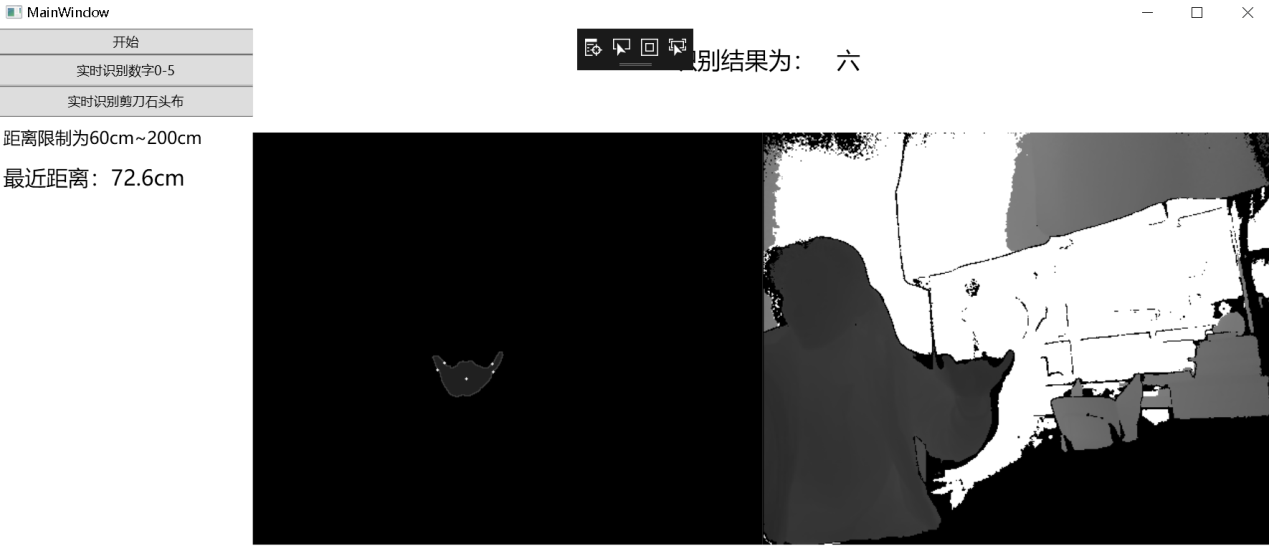 MainWindow
开始
实时识别数字0-5
实时识别剪刀石头布
距离限制为60cm~200cm
最近距离：72.6cm
别结果为： 六